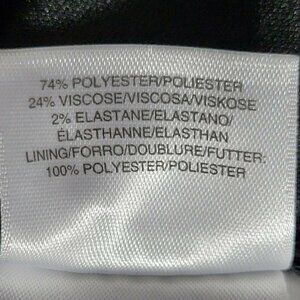 74% POLYESTER/POLIESTER
24% VISCOSE/VISCOSA/VISKOSE
2% ELASTANE/ELASTANO/
ÉLASTHANNE/ELASTHAN
LINING/FORRO/DOUBLURE/FUTTER:
100% POLYESTER/POLIESTER